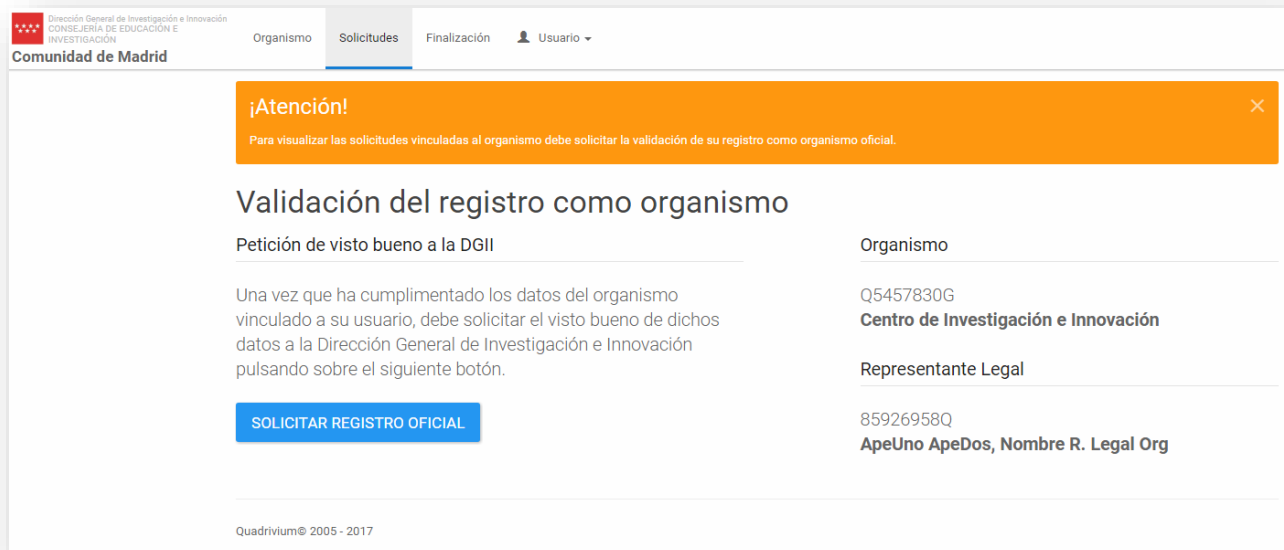 Dirección General de Investigación e Innovación
CONSEJERÍA DE EDUCACIÓN E
INVESTIGACIÓN
Comunidad de Madrid
Organismo
Solicitudes
Finalización
Usuario
¡Atención!
Para visualizar las solicitudes vinculadas al organismo debe solicitar la validación de su registro como organismo oficial.
Validación del registro como organismo
Petición de visto bueno a la DGII
Una vez que ha cumplimentado los datos del organismo
vinculado a su usuario, debe solicitar el visto bueno de dichos
datos a la Dirección General de Investigación e Innovación
pulsando sobre el siguiente botón.
SOLICITAR REGISTRO OFICIAL
Organismo
Q5457830G
Centro de Investigación e Innovación
Representante Legal
85926958Q
ApeUno ApeDos, Nombre R. Legal Org
Quadrivium© 2005 - 2017